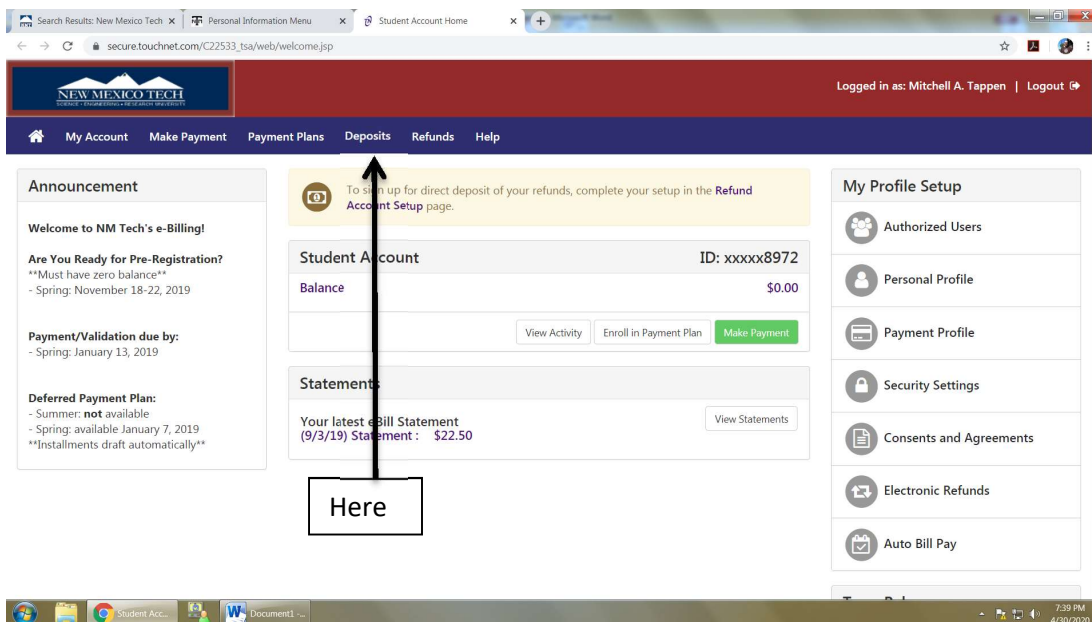 Search Results: New Mexico Tech
Personal Information Menu
Student Account Home
secure.touchnet.com/C22533_tsa/web/welcome.jsp
NEW MEXICO TECH
SCIENCE • ENGINEERING • RESEARCH UNIVERSITY
Logged in as: Mitchell A. Tappen | Logout
My Account Make Payment Payment Plans Deposits Refunds Help
Announcement
Welcome to NM Tech's e-Billing!
Are You Ready for Pre-Registration?
**Must have zero balance**
- Spring: November 18-22, 2019
Payment/Validation due by:
- Spring: January 13, 2019
Deferred Payment Plan:
- Summer: not available
- Spring: available January 7, 2019
**Installments draft automatically**
To sign up for direct deposit of your refunds, complete your setup in the Refund
Account Setup page.
Student Account ID: xxxxx8972
Balance $0.00
View Activity Enroll in Payment Plan Make Payment
Statements
Your latest eBill Statement
(9/3/19) Statement : $22.50
View Statements
Here
My Profile Setup
Authorized Users
Personal Profile
Payment Profile
Security Settings
Consents and Agreements
Electronic Refunds
Auto Bill Pay
Student Acc...
Document1 -...
7:39 PM
4/30/2020